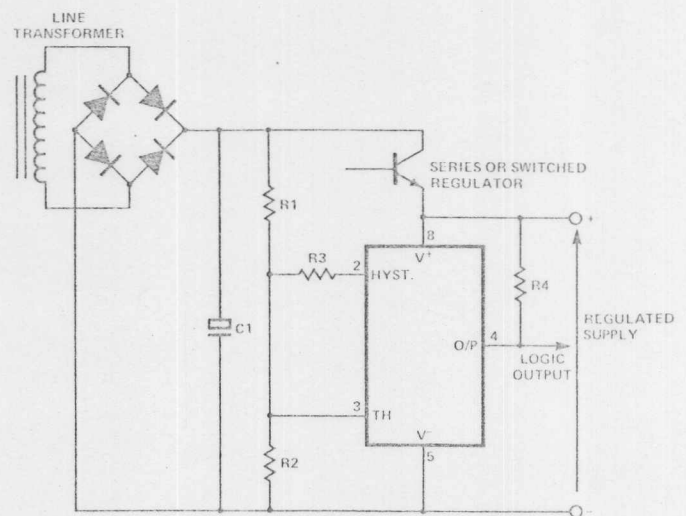 LINE
TRANSFORMER
SERIES OR SWITCHED
REGULATOR
+
R1
8
V+
R3
2
HYST.
R4
C1
O/P
4
REGULATED
SUPPLY
LOGIC
OUTPUT
3
TH
R2
V-
5
-